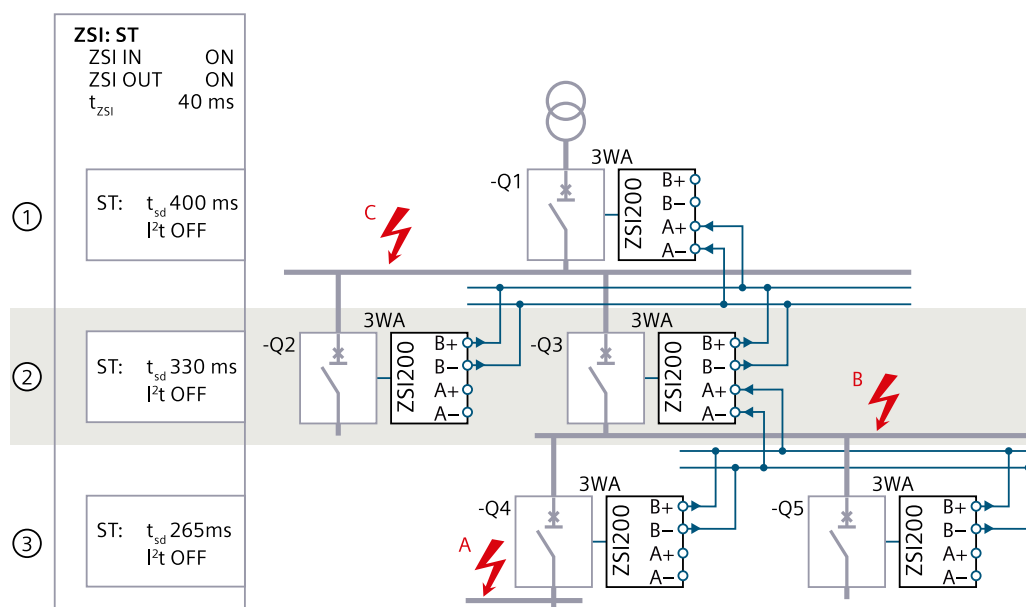 ZSI: ST
ZSI IN ON
ZSI OUT ON
tZSI 40 ms
1
ST: tsd 400 ms
I²t OFF
-Q1
3WA
ZSI200
B+
B−
A+
A−
C
2
ST: tsd 330 ms
I²t OFF
-Q2
3WA
ZSI200
B+
B−
A+
A−
-Q3
3WA
ZSI200
B+
B−
A+
A−
B
3
ST: tsd 265ms
I²t OFF
A
-Q4
3WA
ZSI200
B+
B−
A+
A−
-Q5
3WA
ZSI200
B+
B−
A+
A−